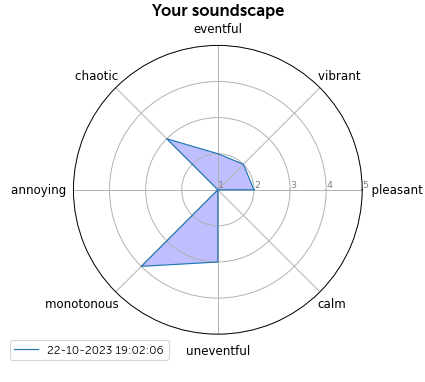 Your soundscape
eventful
chaotic
vibrant
annoying
1 2 3 4 5
pleasant
monotonous
calm
uneventful
22-10-2023 19:02:06